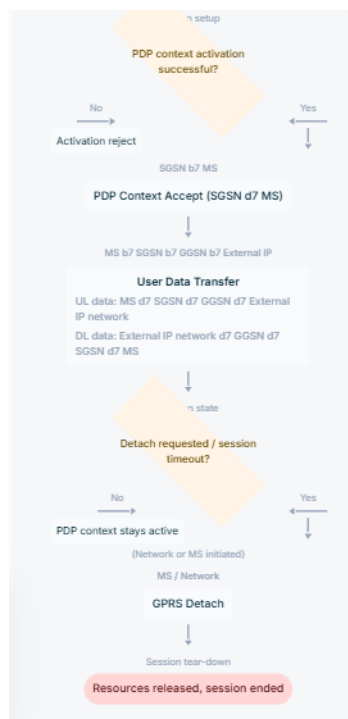 setup
PDP context activation
successful?
No
Yes
Activation reject
SGSN b7 MS
PDP Context Accept (SGSN d7 MS)
MS b7 SGSN b7 GGSN b7 External IP
User Data Transfer
UL data: MS d7 SGSN d7 GGSN d7 External
IP network
DL data: External IP network d7 GGSN d7
SGSN d7 MS
state
Detach requested / session
timeout?
No
Yes
PDP context stays active
(Network or MS initiated)
MS / Network
GPRS Detach
Session tear-down
Resources released, session ended